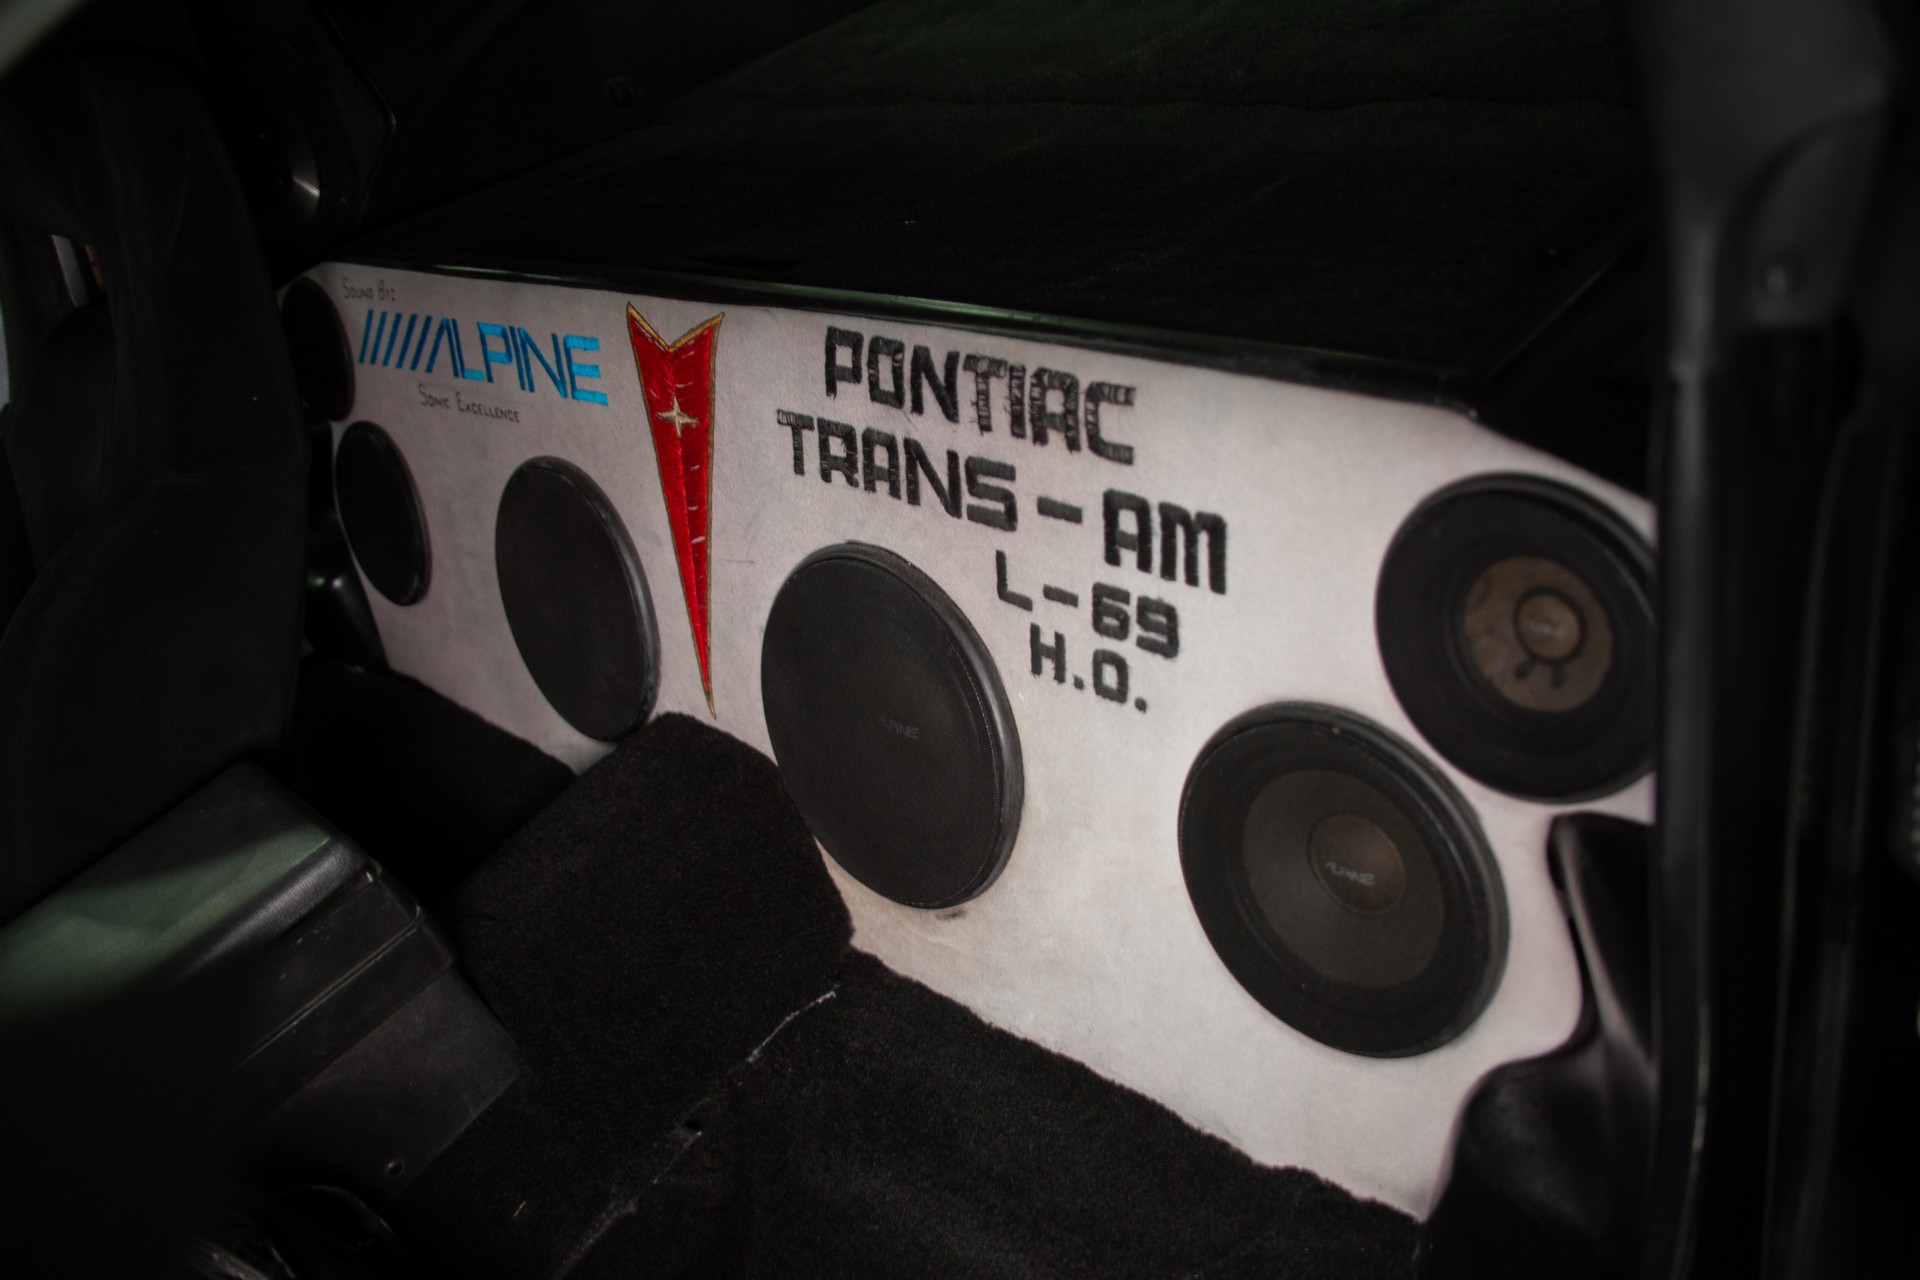 Sound By:
ALPINE
Sonic Excellence
PONTIAC
TRANS-AM
L-69
H.O.
ALPINE
ALPINE